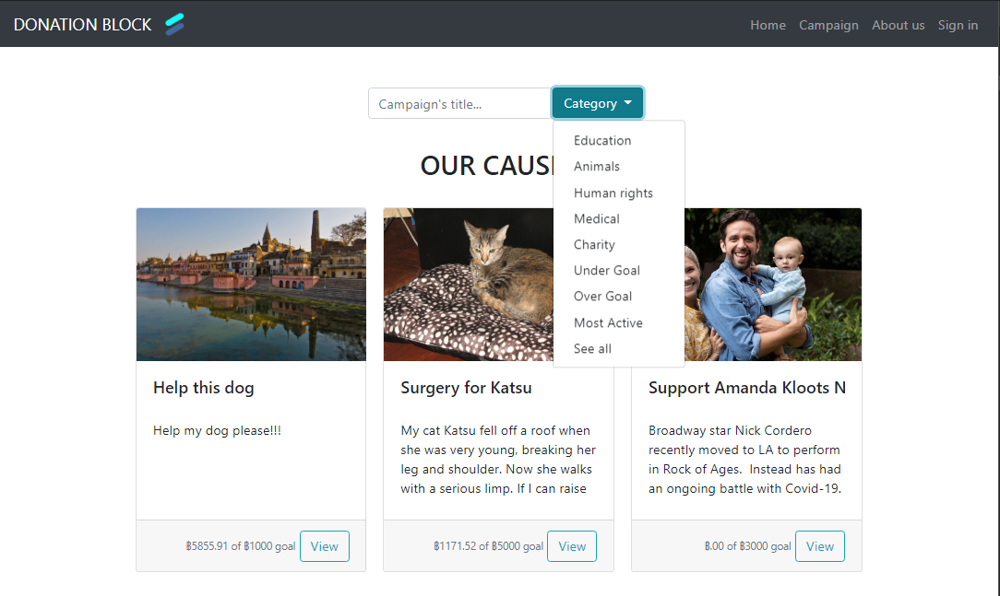 DONATION BLOCK
Home Campaign About us Sign in
Campaign's title...
Category
Education
Animals
Human rights
Medical
Charity
Under Goal
Over Goal
Most Active
See all
OUR
Help this dog
Help my dog please!!!
฿5855.91 of ฿1000 goal View
Surgery for Katsu
My cat Katsu fell off a roof when
she was very young, breaking her
leg and shoulder. Now she walks
with a serious limp. If I can raise
฿1171.52 of ฿5000 goal View
Support Amanda Kloots N
Broadway star Nick Cordero
recently moved to LA to perform
in Rock of Ages. Instead has had
an ongoing battle with Covid-19.
฿.00 of ฿3000 goal View